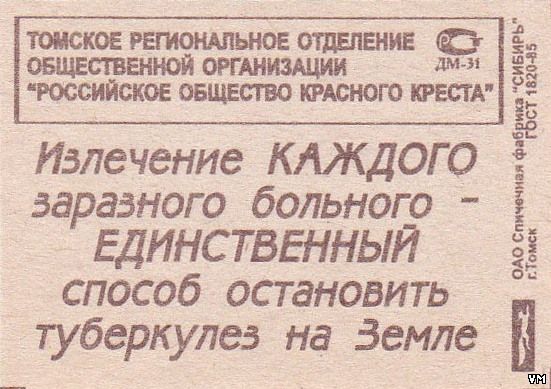 ТОМСКОЕ РЕГИОНАЛЬНОЕ ОТДЕЛЕНИЕ
ОБЩЕСТВЕННОЙ ОРГАНИЗАЦИИ
"РОССИЙСКОЕ ОБЩЕСТВО КРАСНОГО КРЕСТА"
ДМ-31
Излечение КАЖДОГО
заразного больного -
ЕДИНСТВЕННЫЙ
способ остановить
туберкулез на Земле
ОАО Спичечная фабрика "СИБИРЬ"
г.Томск ГОСТ 1820-85
VM